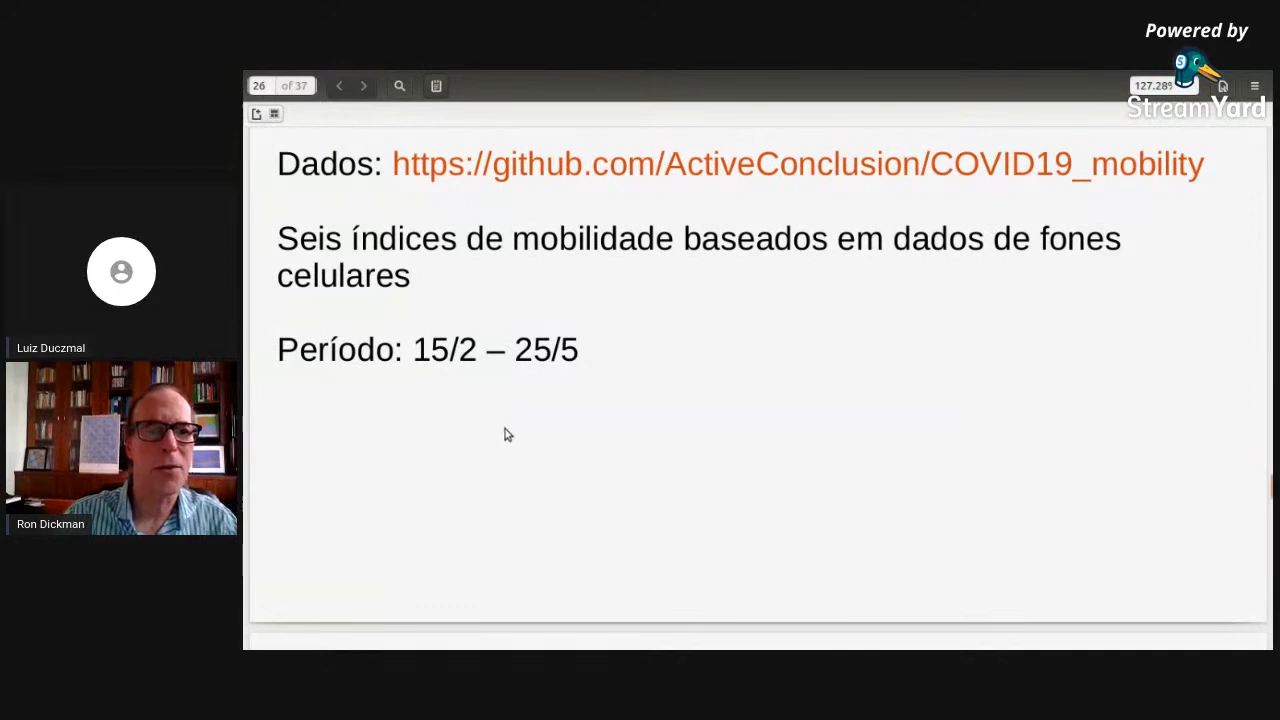 Powered by
StreamYard
26 of 37
127.28%
Dados: https://github.com/ActiveConclusion/COVID19_mobility
Seis índices de mobilidade baseados em dados de fones
celulares
Período: 15/2 – 25/5
Luiz Duczmal
Ron Dickman